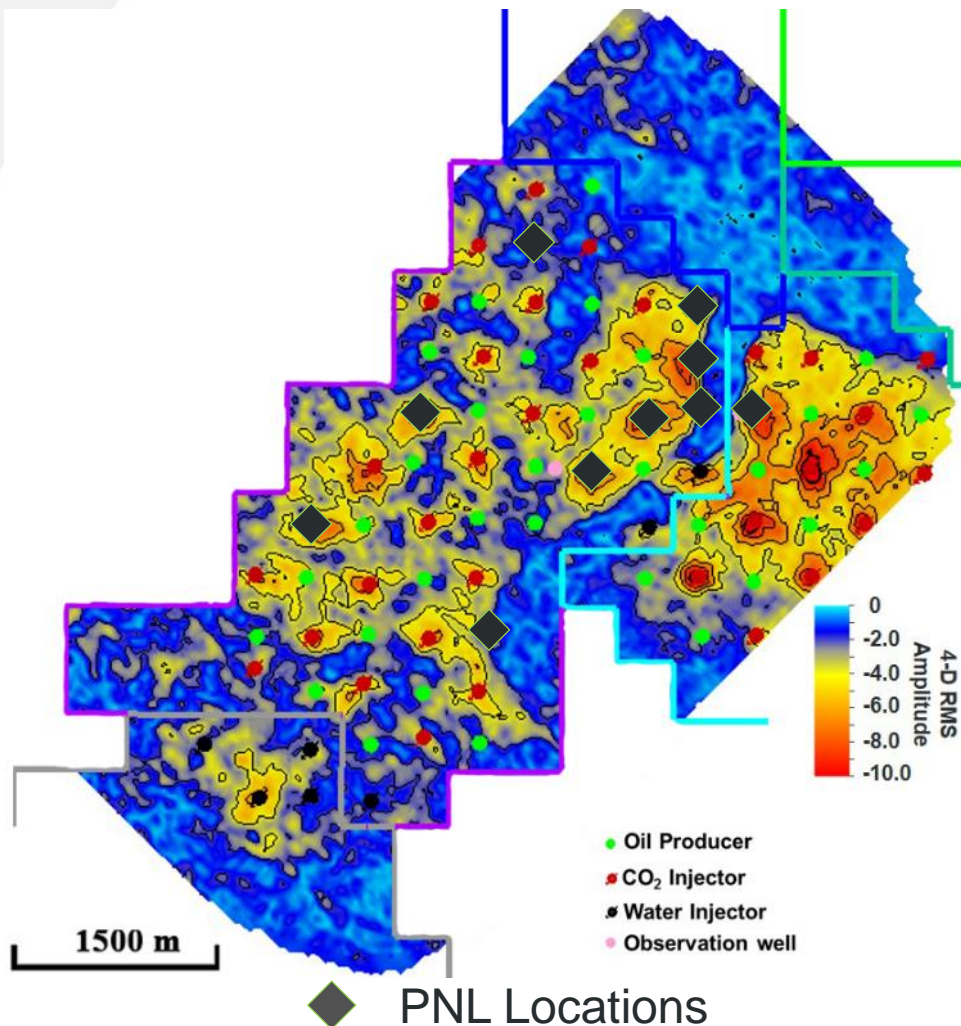 0
-2.0
-4.0
-6.0
-8.0
-10.0
4-D RMS
Amplitude
Oil Producer
CO₂ Injector
Water Injector
Observation well
1500 m
PNL Locations